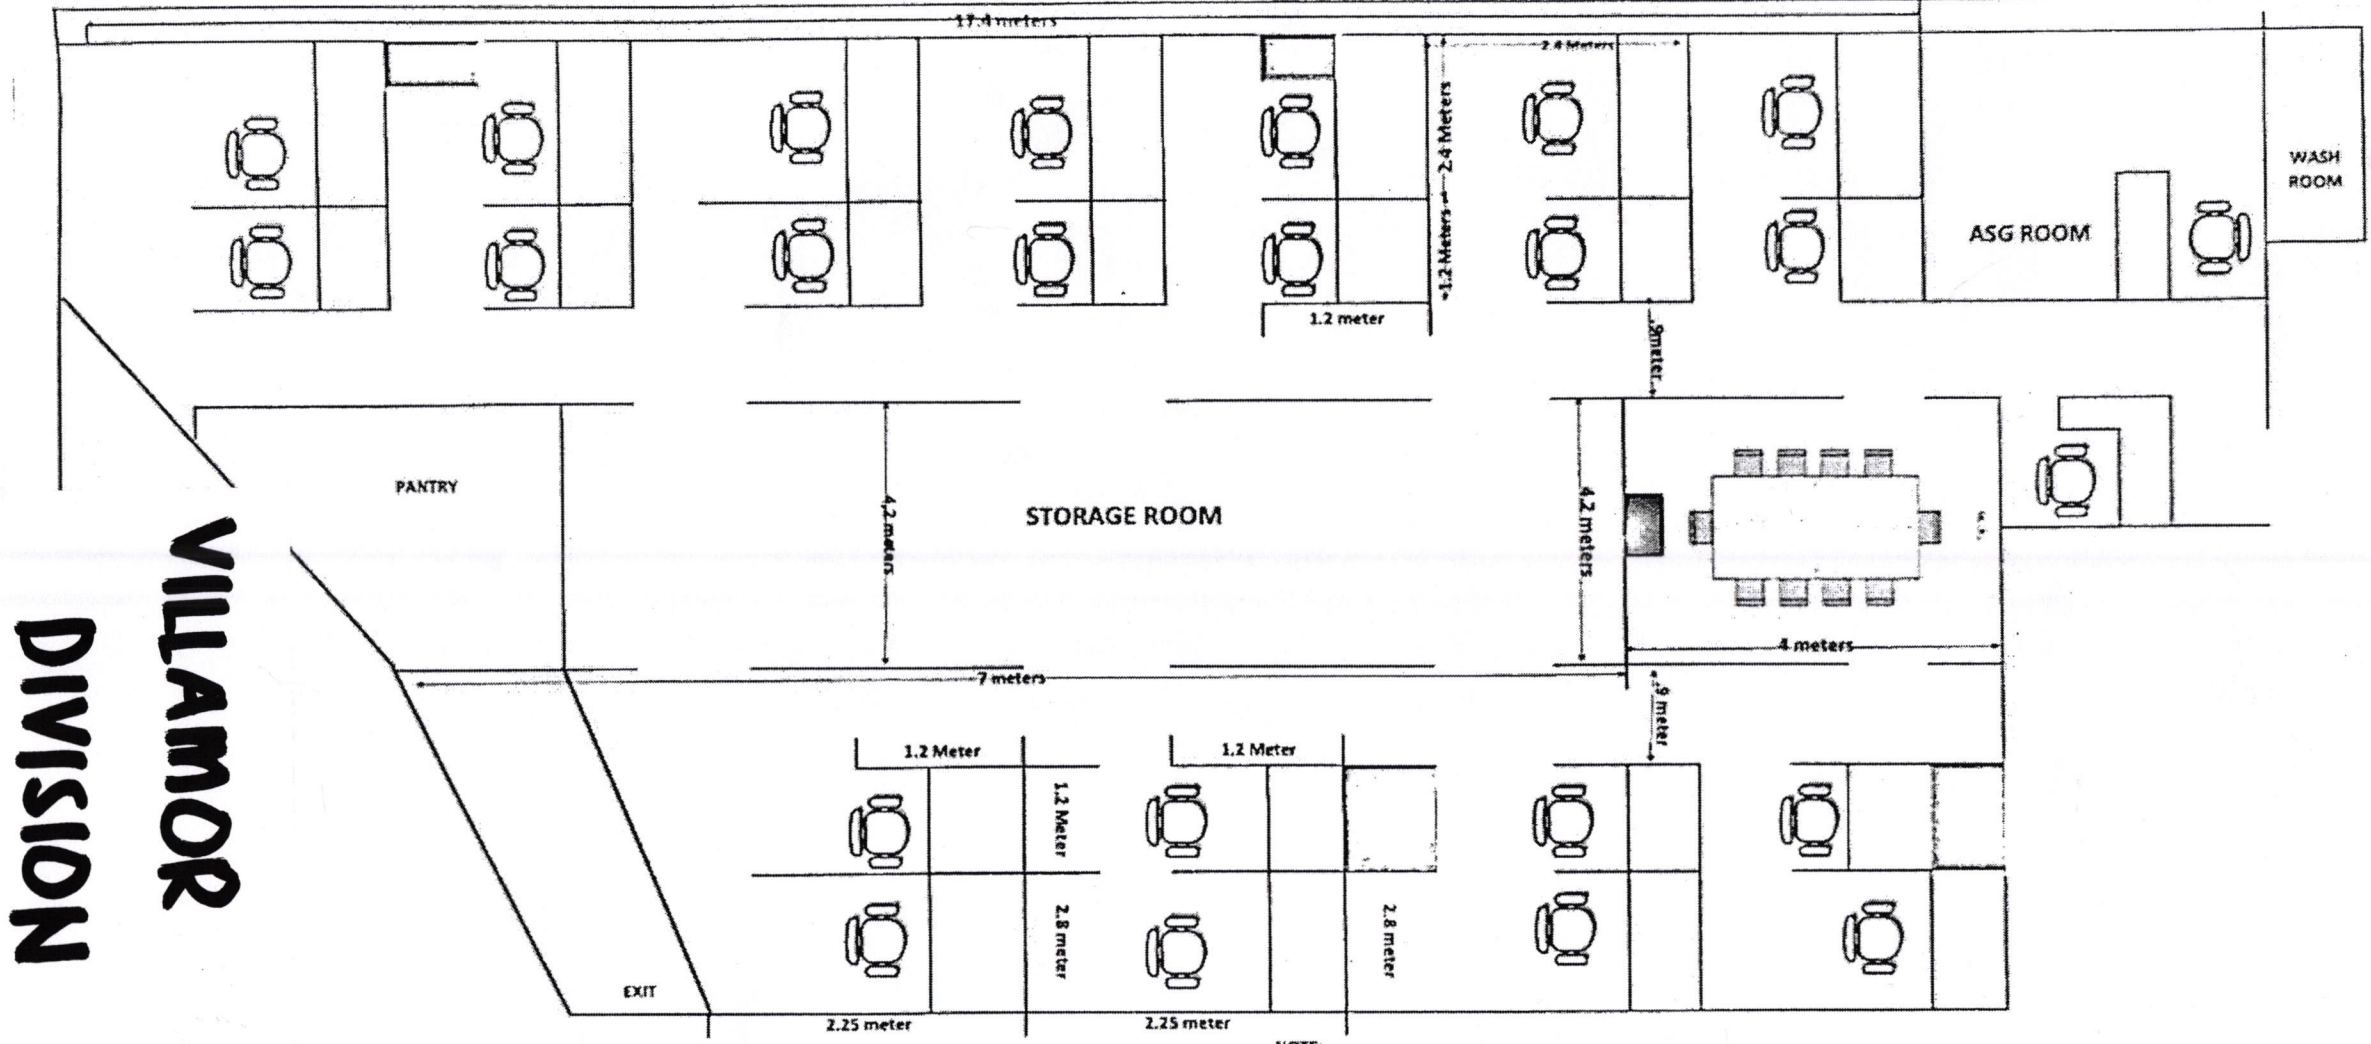 17.4 meters
2.4 Meters
2.4 Meters
1.2 Meters
1.2 meter
.9meter
WASH
ROOM
ASG ROOM
PANTRY
4,2 meters
STORAGE ROOM
4.2 meters
4 meters
7 meters
.9 meter
1.2 Meter
1.2 Meter
1.2 Meter
2.8 meter
2.8 meter
EXIT
2.25 meter
2.25 meter
VILLAMOR
DIVISION